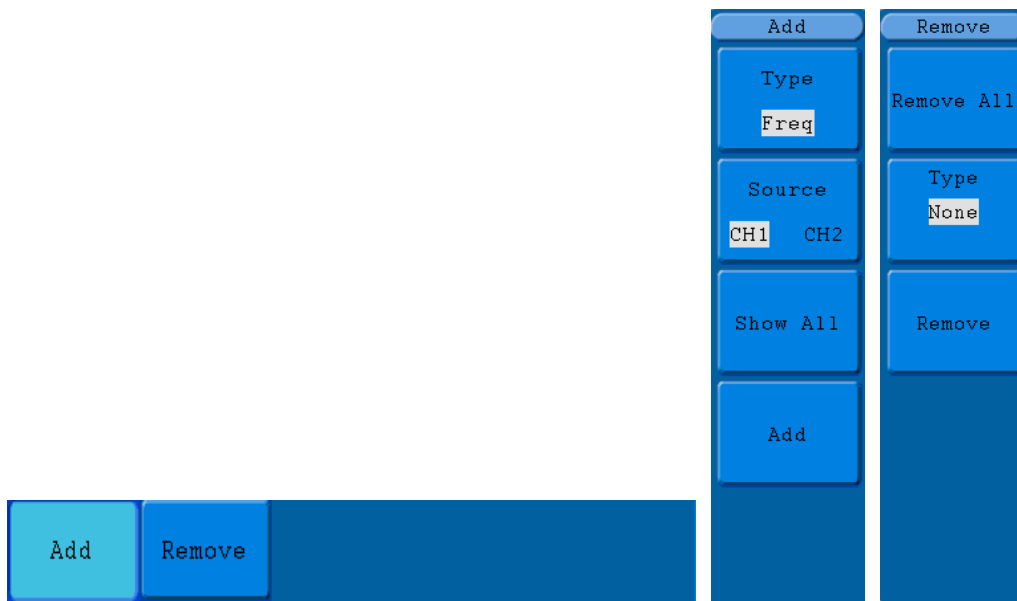 Add
Type
Freq
Source
CH1 CH2
Show All
Add
Remove
Remove All
Type
None
Remove
Add Remove